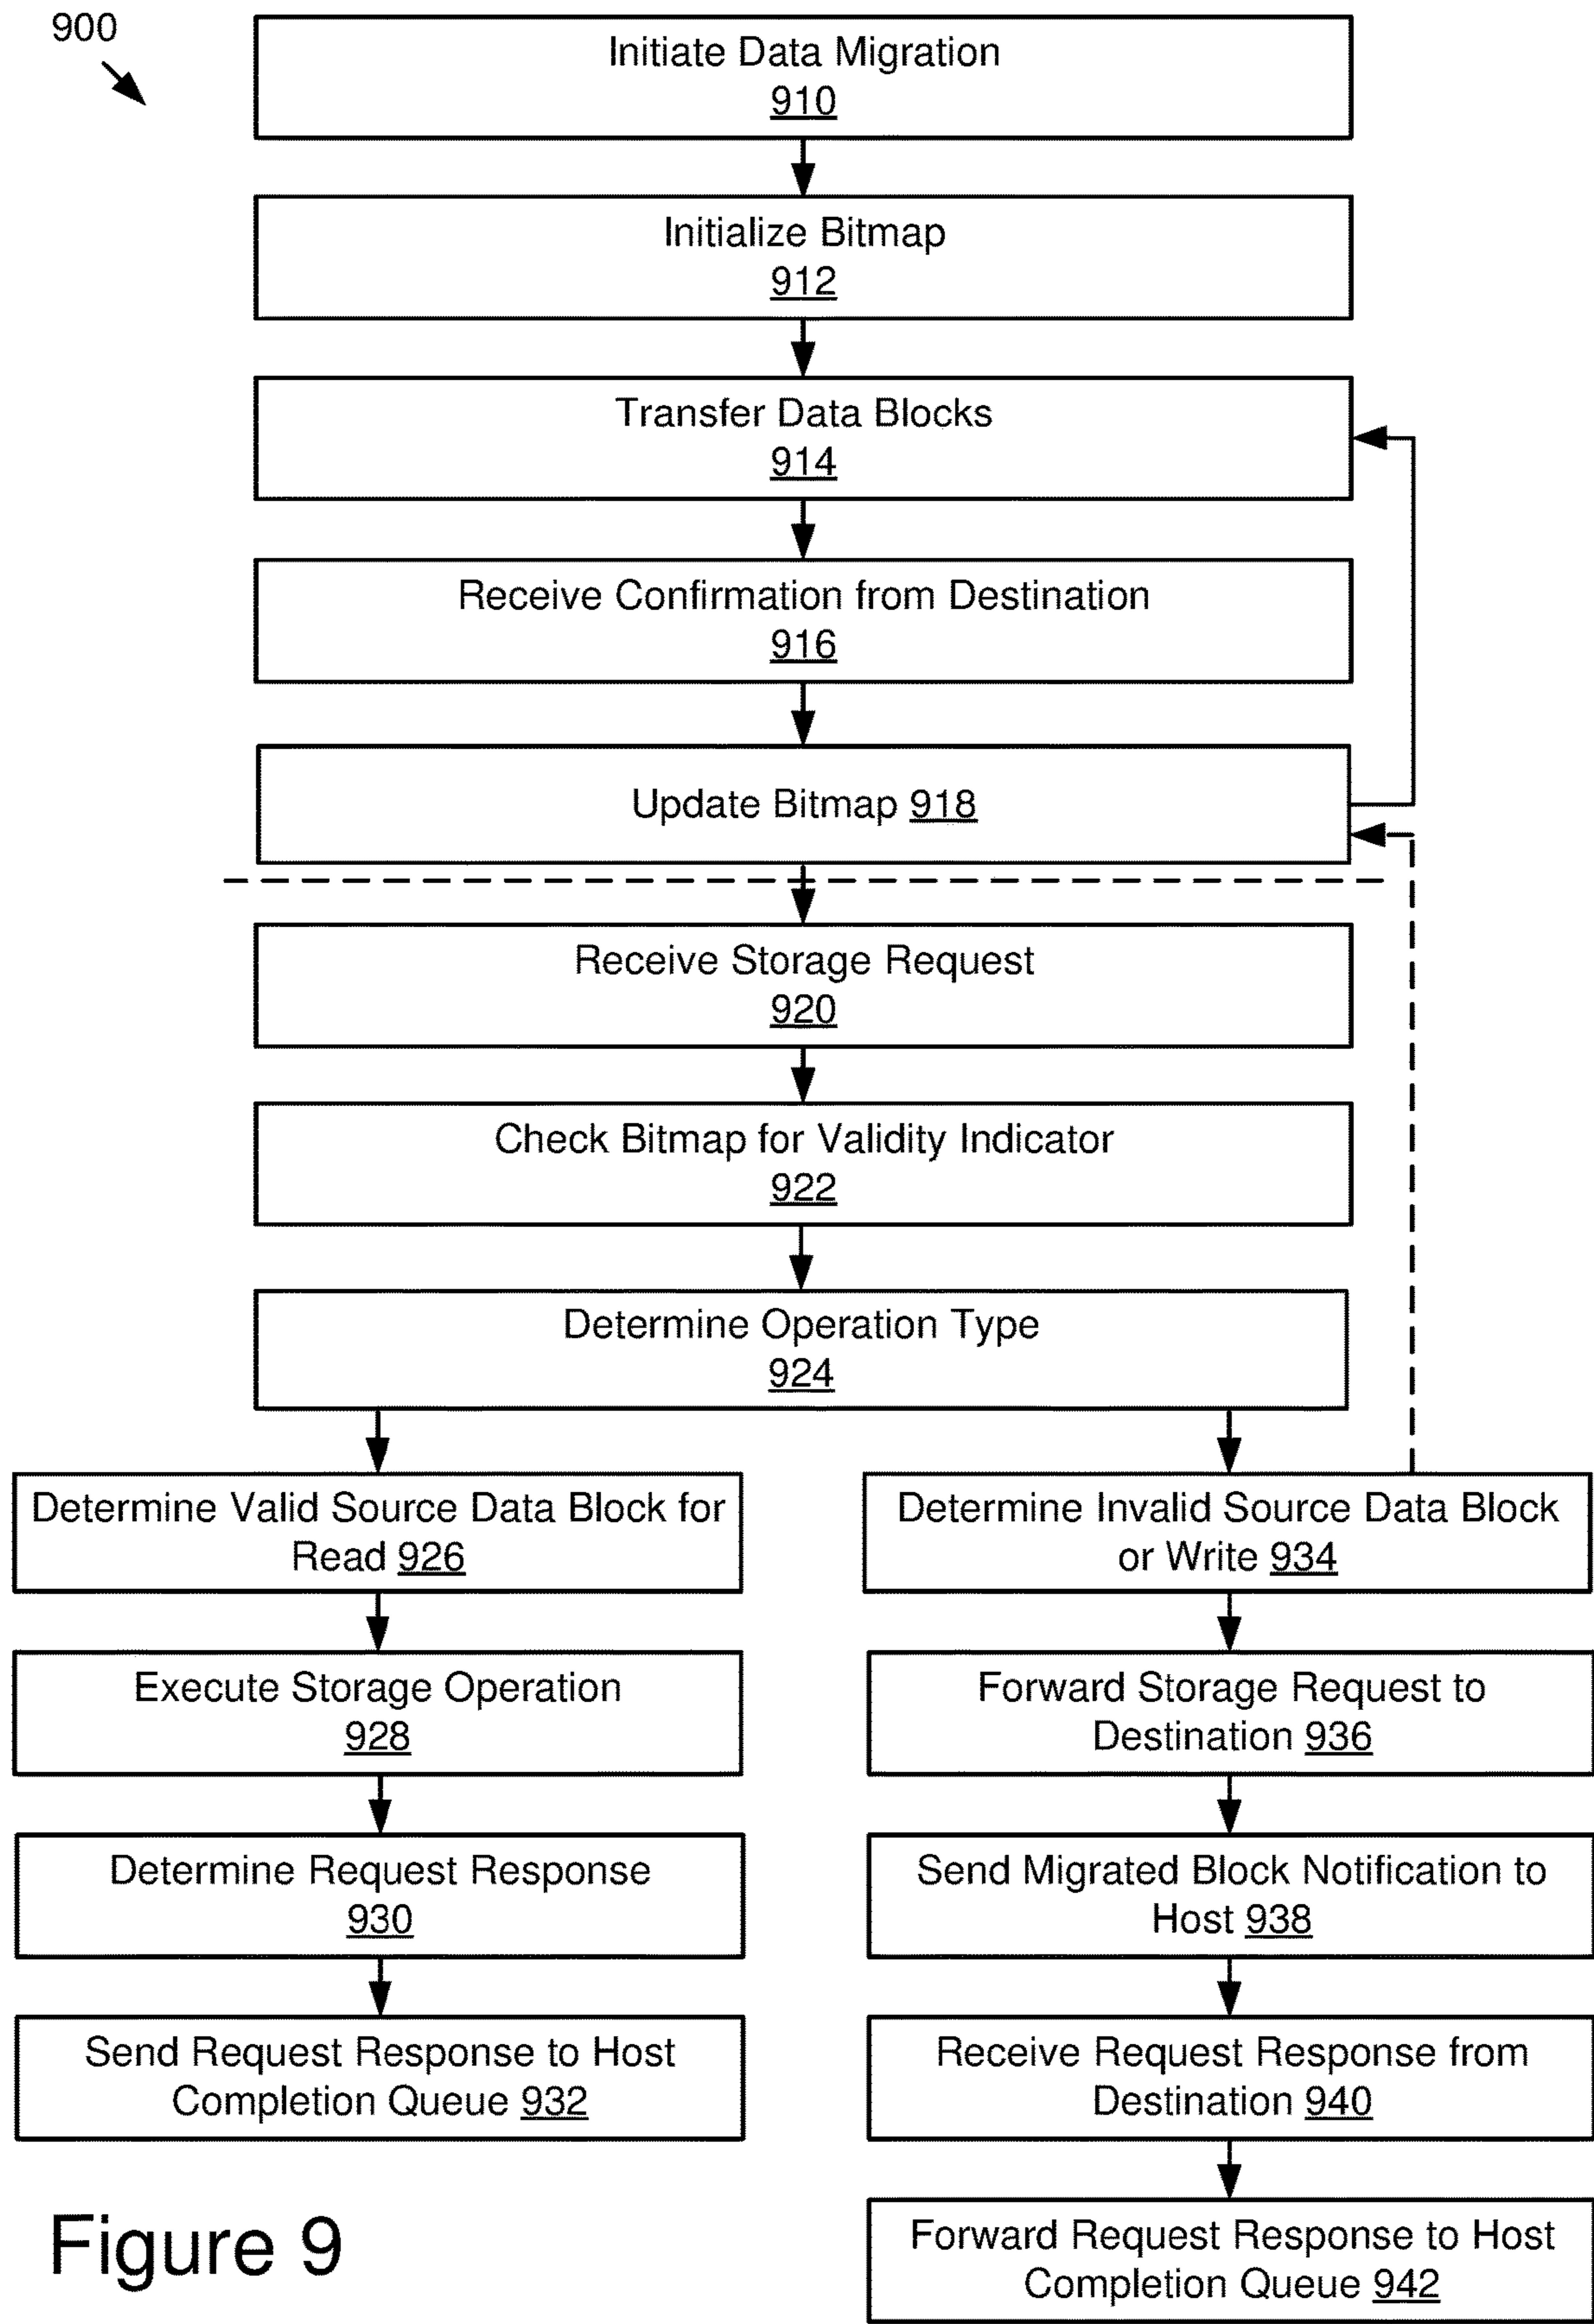 900
Initiate Data Migration
910
Initialize Bitmap
912
Transfer Data Blocks
914
Receive Confirmation from Destination
916
Update Bitmap 918
Receive Storage Request
920
Check Bitmap for Validity Indicator
922
Determine Operation Type
924
Determine Valid Source Data Block for
Read 926
Execute Storage Operation
928
Determine Request Response
930
Send Request Response to Host
Completion Queue 932
Determine Invalid Source Data Block
or Write 934
Forward Storage Request to
Destination 936
Send Migrated Block Notification to
Host 938
Receive Request Response from
Destination 940
Forward Request Response to Host
Completion Queue 942
Figure 9